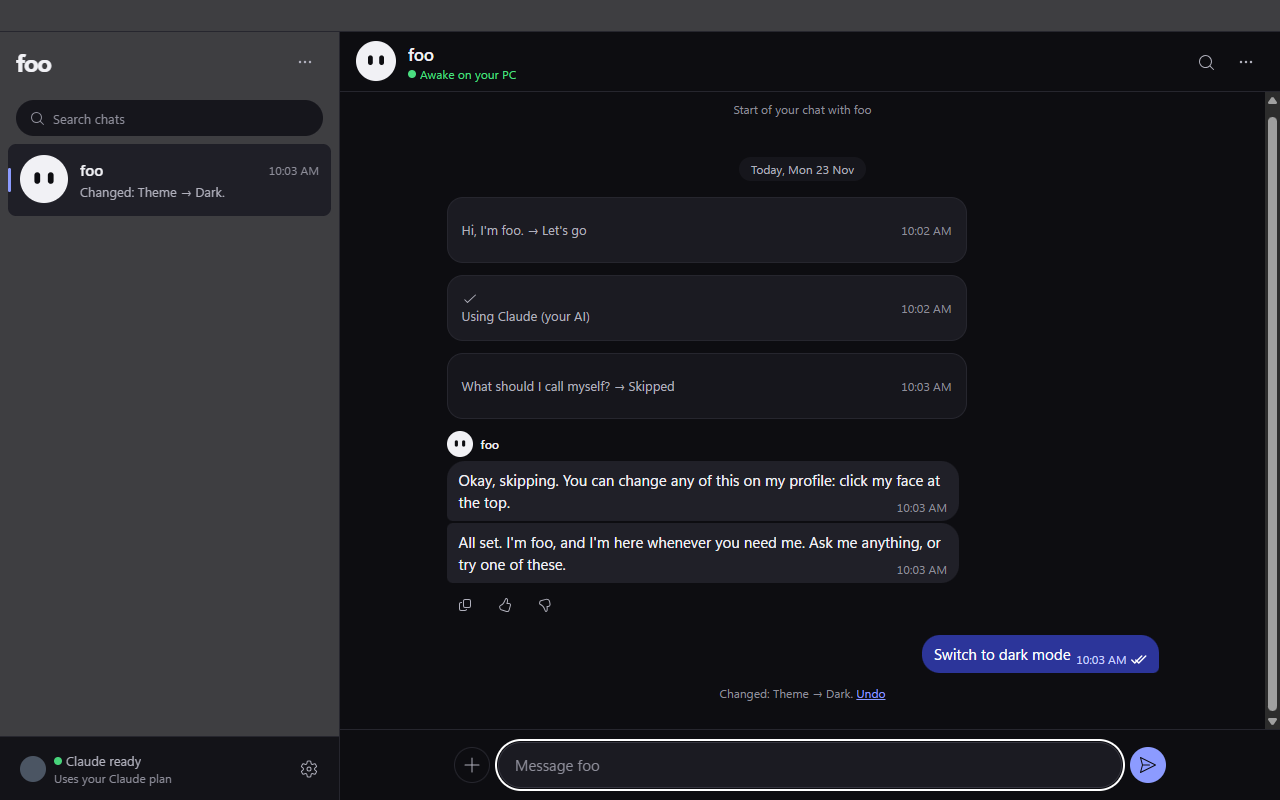 foo
Search chats
foo
10:03 AM
Changed: Theme → Dark.
Claude ready
Uses your Claude plan
foo
Awake on your PC
Start of your chat with foo
Today, Mon 23 Nov
Hi, I'm foo. → Let's go
10:02 AM
Using Claude (your AI)
10:02 AM
What should I call myself? → Skipped
10:03 AM
foo
Okay, skipping. You can change any of this on my profile: click my face at
the top.
10:03 AM
All set. I'm foo, and I'm here whenever you need me. Ask me anything, or
try one of these.
10:03 AM
Switch to dark mode 10:03 AM
Changed: Theme → Dark. Undo
Message foo